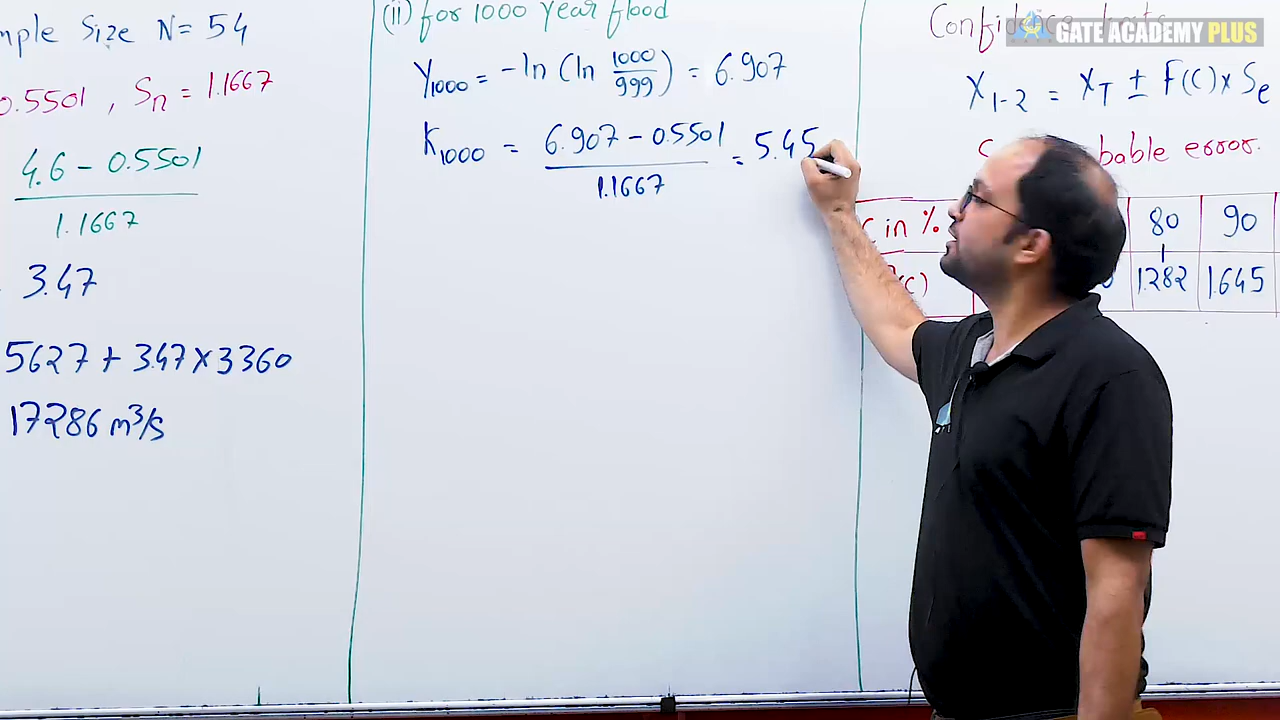 mple Size N = 54
0.5501, Sn = 1.1667
4.6 - 0.5501
1.1667
3.47
5627 + 3.47 × 3360
17286 m³/s
(ii) for 1000 year flood
Y1000 = -ln (ln 1000/999) = 6.907
K1000 = 6.907 - 0.5501 / 1.1667 = 5.45
GATE ACADEMY PLUS
X1-2 = XT ± F(C) × Se
bable error.
C in % 80 90
(c) 1.282 1.645